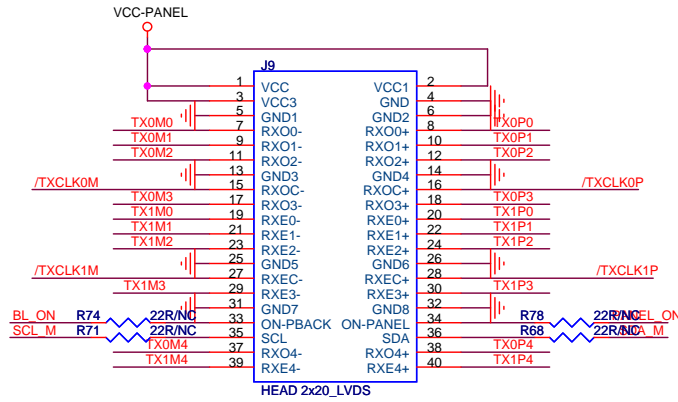 VCC-PANEL
J9
1 VCC VCC1 2
3 VCC3 GND 4
5 GND1 GND2 6
TX0M0 7 RXO0- RXO0+ 8 TX0P0
TX0M1 9 RXO1- RXO1+ 10 TX0P1
TX0M2 11 RXO2- RXO2+ 12 TX0P2
13 GND3 GND4 14
/TXCLK0M 15 RXOC- RXOC+ 16 /TXCLK0P
TX0M3 17 RXO3- RXO3+ 18 TX0P3
TX1M0 19 RXE0- RXE0+ 20 TX1P0
TX1M1 21 RXE1- RXE1+ 22 TX1P1
TX1M2 23 RXE2- RXE2+ 24 TX1P2
25 GND5 GND6 26
/TXCLK1M 27 RXEC- RXEC+ 28 /TXCLK1P
TX1M3 29 RXE3- RXE3+ 30 TX1P3
31 GND7 GND8 32
BL_ON R74 22R/NC 33 ON-PBACK ON-PANEL 34 R78 22R/NC PANEL_ON
SCL_M R71 22R/NC 35 SCL SDA 36 R68 22R/NC SDA_M
TX0M4 37 RXO4- RXO4+ 38 TX0P4
TX1M4 39 RXE4- RXE4+ 40 TX1P4
HEAD 2x20_LVDS